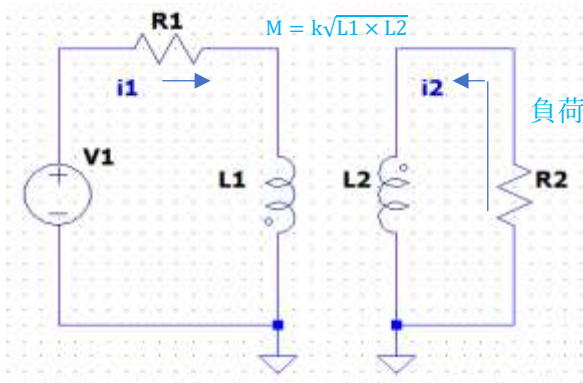 R1
M = k√L1 × L2
i1
i2
負荷
V1
L1
L2
R2